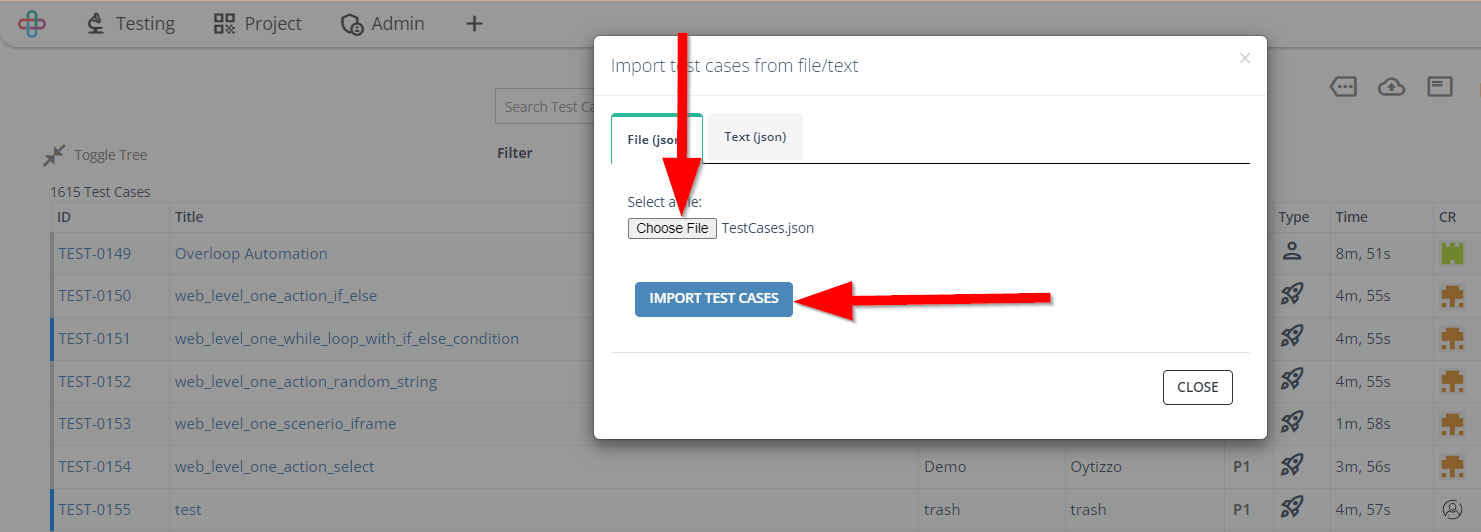 Testing Project Admin +
Import test cases from file/text ×
Search Test Ca
File (json Text (json)
Toggle Tree
Filter
1615 Test Cases
Select a file:
Choose File TestCases.json
IMPORT TEST CASES
CLOSE
ID Title Type Time CR
TEST-0149 Overloop Automation 8m, 51s
TEST-0150 web_level_one_action_if_else 4m, 55s
TEST-0151 web_level_one_while_loop_with_if_else_condition 4m, 55s
TEST-0152 web_level_one_action_random_string 4m, 55s
TEST-0153 web_level_one_scenerio_iframe 1m, 58s
TEST-0154 web_level_one_action_select Demo Oytizzo P1 3m, 56s
TEST-0155 test trash trash P1 4m, 57s